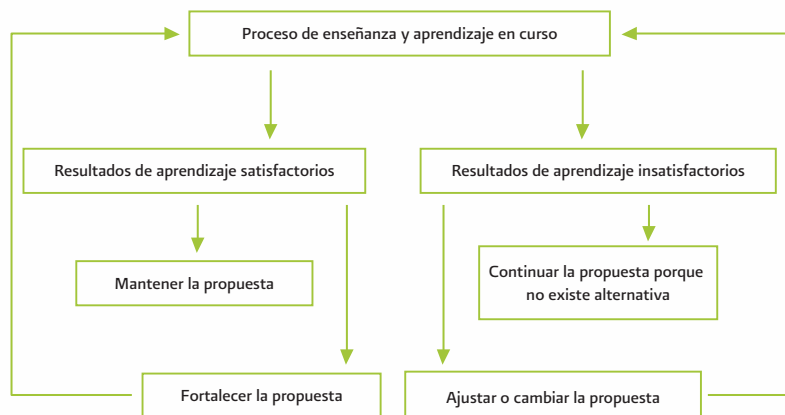 Proceso de enseñanza y aprendizaje en curso
Resultados de aprendizaje satisfactorios
Resultados de aprendizaje insatisfactorios
Mantener la propuesta
Continuar la propuesta porque
no existe alternativa
Fortalecer la propuesta
Ajustar o cambiar la propuesta